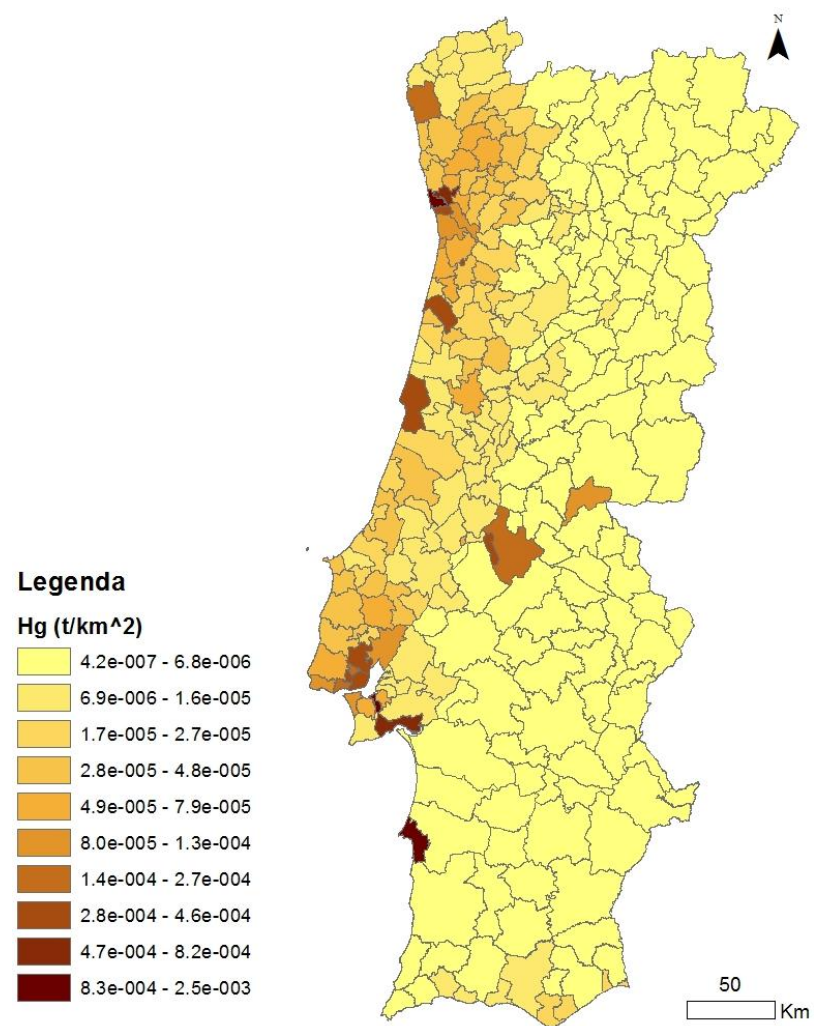 N
Legenda
Hg (t/km^2)
4.2e-007 - 6.8e-006
6.9e-006 - 1.6e-005
1.7e-005 - 2.7e-005
2.8e-005 - 4.8e-005
4.9e-005 - 7.9e-005
8.0e-005 - 1.3e-004
1.4e-004 - 2.7e-004
2.8e-004 - 4.6e-004
4.7e-004 - 8.2e-004
8.3e-004 - 2.5e-003
50
Km